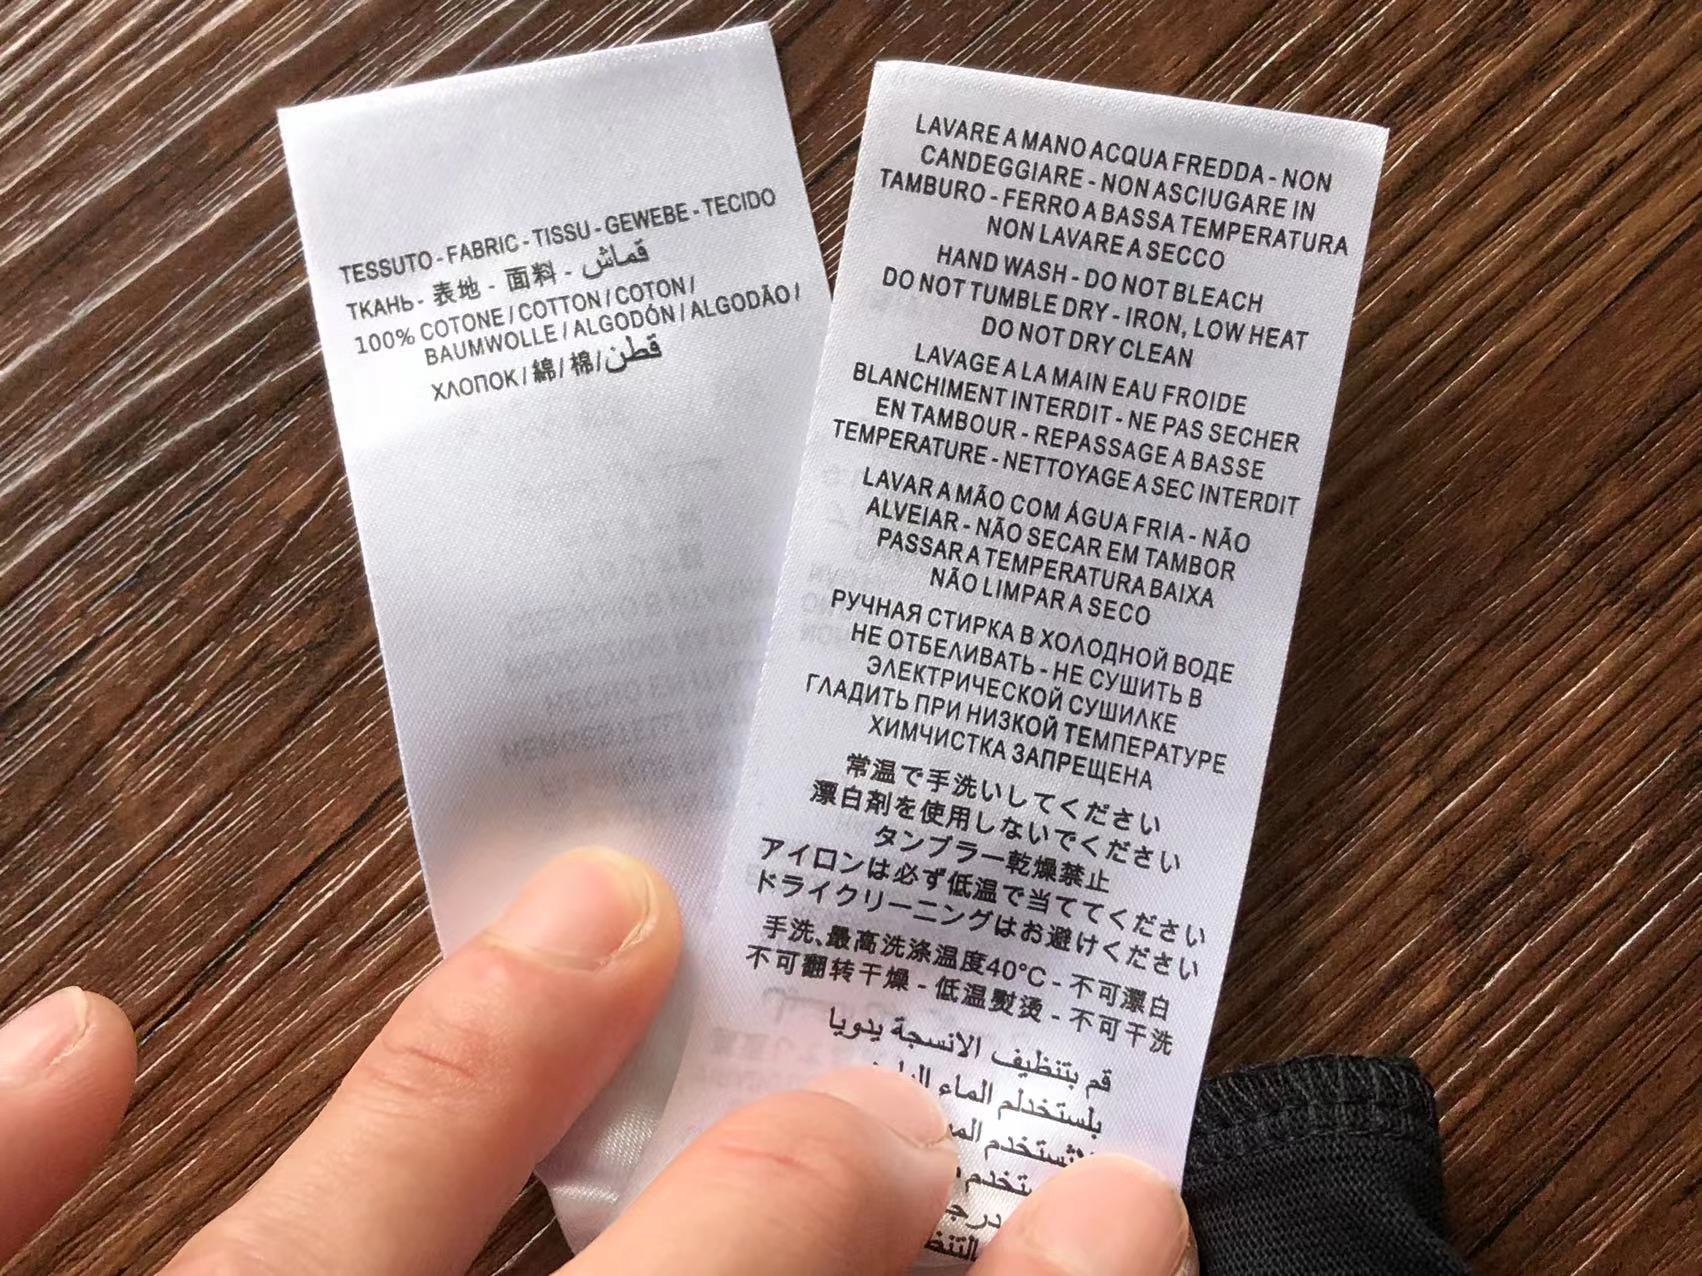 TESSUTO - FABRIC - TISSU - GEWEBE - TECIDO
ТКАНЬ - 表地 - 面料 - قماش
100% COTONE / COTTON / COTON /
BAUMWOLLE / ALGODÓN / ALGODÃO /
ХЛОПОК / 綿 / 棉 / قطن
LAVARE A MANO ACQUA FREDDA - NON
CANDEGGIARE - NON ASCIUGARE IN
TAMBURO - FERRO A BASSA TEMPERATURA
NON LAVARE A SECCO
HAND WASH - DO NOT BLEACH
DO NOT TUMBLE DRY - IRON, LOW HEAT
DO NOT DRY CLEAN
LAVAGE A LA MAIN EAU FROIDE
BLANCHIMENT INTERDIT - NE PAS SECHER
EN TAMBOUR - REPASSAGE A BASSE
TEMPERATURE - NETTOYAGE A SEC INTERDIT
LAVAR A MÃO COM ÁGUA FRIA - NÃO
ALVEIAR - NÃO SECAR EM TAMBOR
PASSAR A TEMPERATURA BAIXA
NÃO LIMPAR A SECO
РУЧНАЯ СТИРКА В ХОЛОДНОЙ ВОДЕ
НЕ ОТБЕЛИВАТЬ - НЕ СУШИТЬ В
ЭЛЕКТРИЧЕСКОЙ СУШИЛКЕ
ГЛАДИТЬ ПРИ НИЗКОЙ ТЕМПЕРАТУРЕ
ХИМЧИСТКА ЗАПРЕЩЕНА
常温で手洗いしてください
漂白剤を使用しないでください
タンブラー乾燥禁止
アイロンは必ず低温で当ててください
ドライクリーニングはお避けください
手洗、最高洗涤温度40°C - 不可漂白
不可翻转干燥 - 低温熨烫 - 不可干洗
قم بتنظيف الانسجة يدويا
بلستخدلم الماء